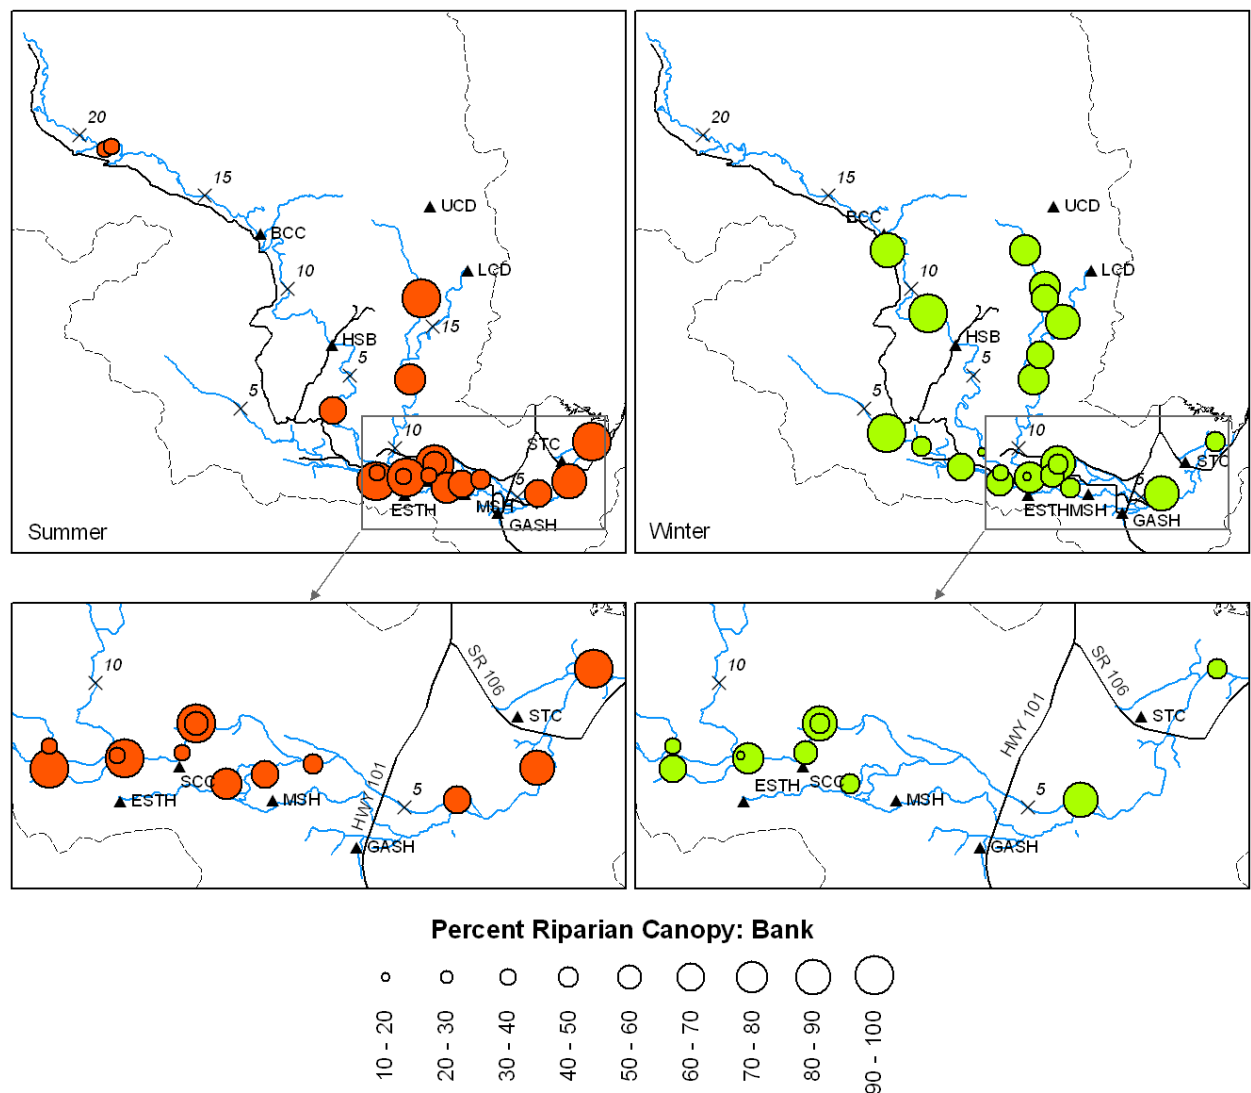 20
15
UCD
BCC
LCD
10
15
HSB
5
5
10
STC
5
ESTH
MSH
GASH
Summer
20
15
UCD
BCC
LCD
10
HSB
5
5
10
STC
5
ESTH
MSH
GASH
Winter
SR 106
10
STC
SCC
ESTH
MSH
HWY 101
5
GASH
SR 106
10
HWY 101
STC
ESTH
SCC
MSH
5
GASH
Percent Riparian Canopy: Bank
10 - 20
20 - 30
30 - 40
40 - 50
50 - 60
60 - 70
70 - 80
80 - 90
90 - 100